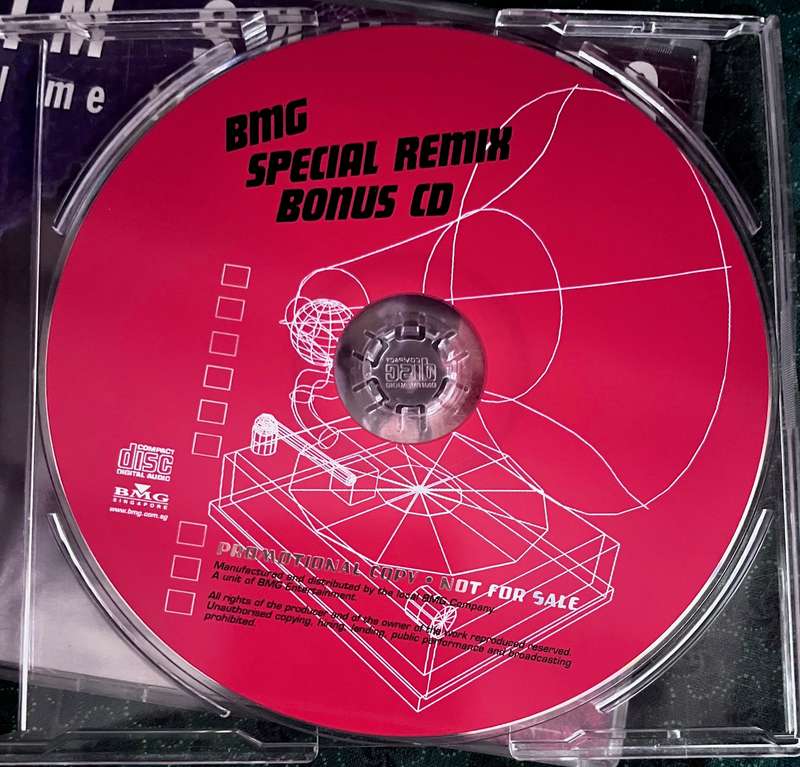 BMG
SPECIAL REMIX
BONUS CD
COMPACT
disc
DIGITAL AUDIO
BMG
SINGAPORE
www.bmg.com.sg
PROMOTIONAL COPY • NOT FOR SALE
Manufactured and distributed by the local BMG Company
A unit of BMG Entertainment.
All rights of the producer and of the owner of the work reproduced reserved.
Unauthorised copying, hiring, lending, public performance and broadcasting
prohibited.